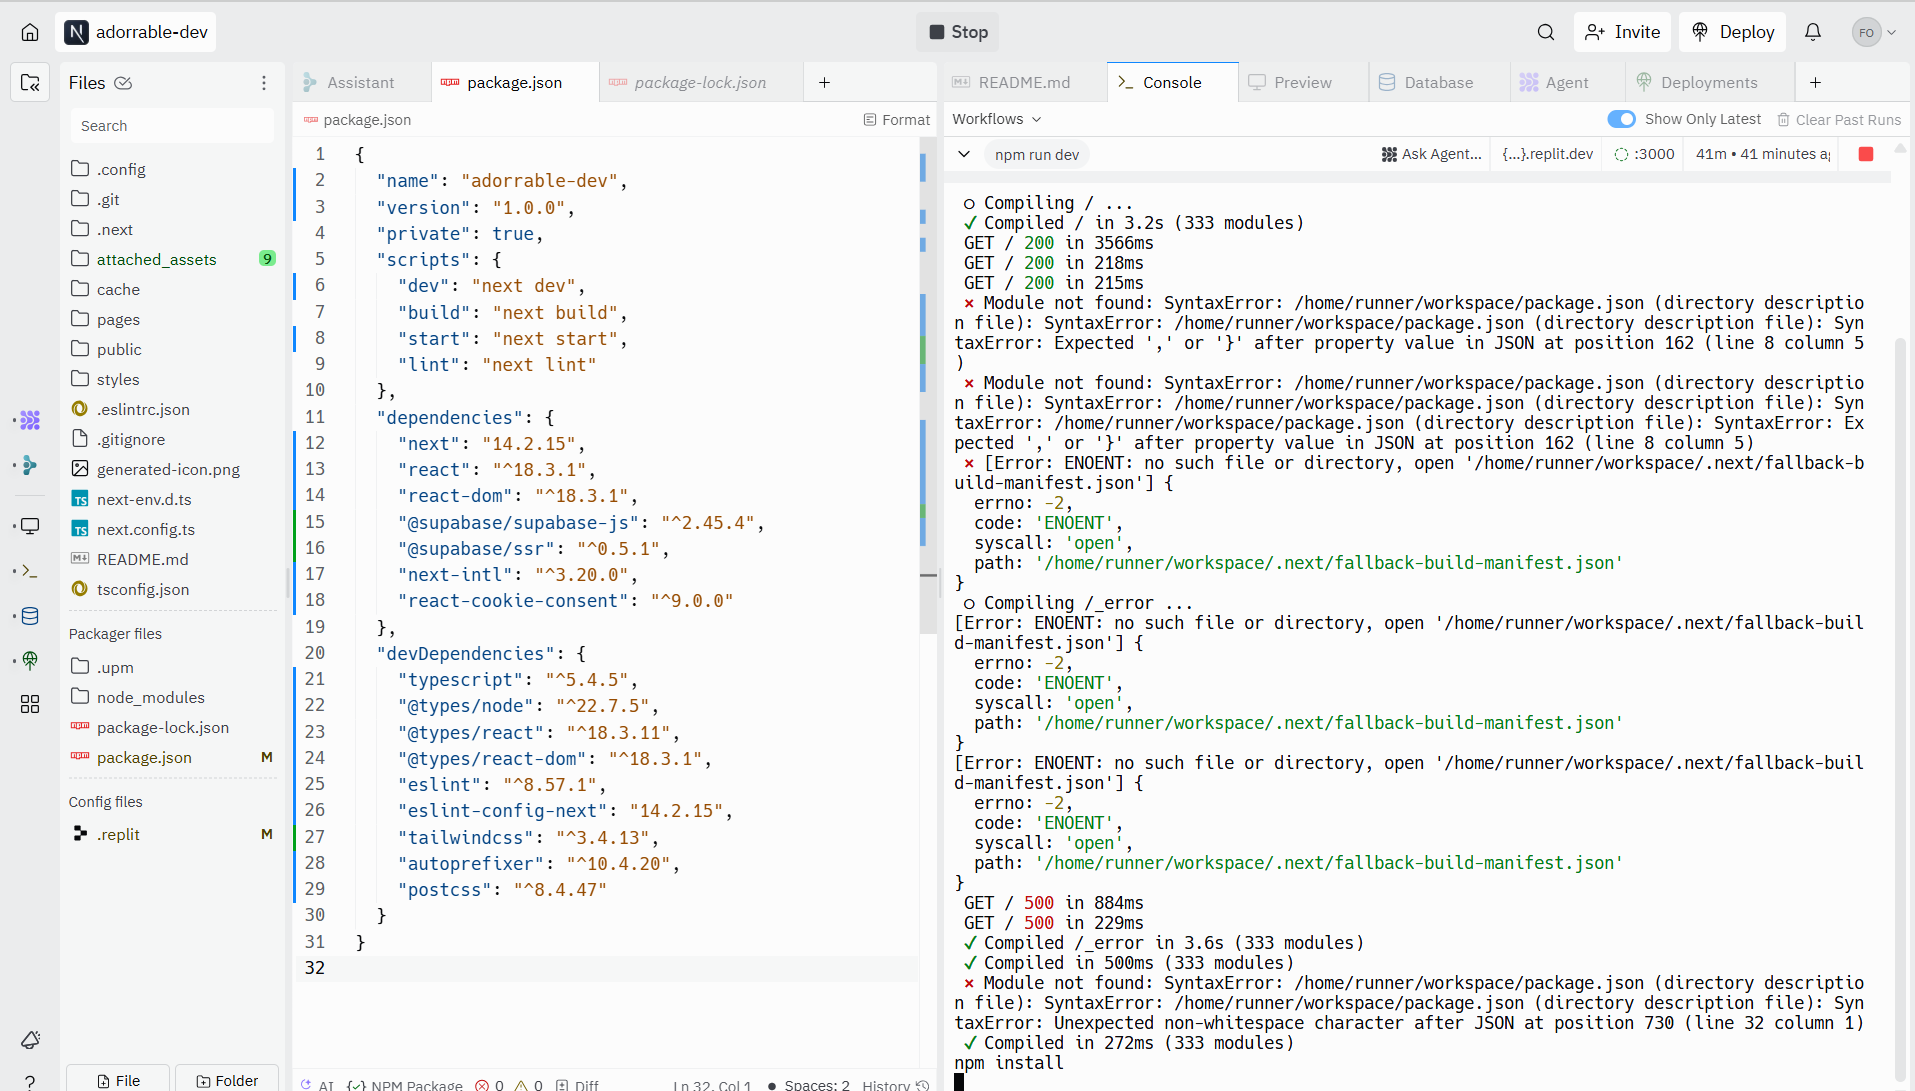 adorrable-dev
Stop
Invite
Deploy
FO
Files
Search
.config
.git
.next
attached_assets
9
cache
pages
public
styles
.eslintrc.json
.gitignore
generated-icon.png
next-env.d.ts
next.config.ts
README.md
tsconfig.json
Packager files
.upm
node_modules
package-lock.json
package.json
M
Config files
.replit
M
File
Folder
Assistant
package.json
package-lock.json
package.json
Format
1 {
2 "name": "adorrable-dev",
3 "version": "1.0.0",
4 "private": true,
5 "scripts": {
6 "dev": "next dev",
7 "build": "next build",
8 "start": "next start",
9 "lint": "next lint"
10 },
11 "dependencies": {
12 "next": "14.2.15",
13 "react": "^18.3.1",
14 "react-dom": "^18.3.1",
15 "@supabase/supabase-js": "^2.45.4",
16 "@supabase/ssr": "^0.5.1",
17 "next-intl": "^3.20.0",
18 "react-cookie-consent": "^9.0.0"
19 },
20 "devDependencies": {
21 "typescript": "^5.4.5",
22 "@types/node": "^22.7.5",
23 "@types/react": "^18.3.11",
24 "@types/react-dom": "^18.3.1",
25 "eslint": "^8.57.1",
26 "eslint-config-next": "14.2.15",
27 "tailwindcss": "^3.4.13",
28 "autoprefixer": "^10.4.20",
29 "postcss": "^8.4.47"
30 }
31 }
32
AI {✓} NPM Package 0 0 Diff Ln 32, Col 1 • Spaces: 2 History
README.md
Console
Preview
Database
Agent
Deployments
Workflows
Show Only Latest
Clear Past Runs
npm run dev
Ask Agent...
{...}.replit.dev
:3000
41m • 41 minutes a
○ Compiling / ...
✓ Compiled / in 3.2s (333 modules)
GET / 200 in 3566ms
GET / 200 in 218ms
GET / 200 in 215ms
⨯ Module not found: SyntaxError: /home/runner/workspace/package.json (directory descriptio
n file): SyntaxError: /home/runner/workspace/package.json (directory description file): Syn
taxError: Expected ',' or '}' after property value in JSON at position 162 (line 8 column 5
)
⨯ Module not found: SyntaxError: /home/runner/workspace/package.json (directory descriptio
n file): SyntaxError: /home/runner/workspace/package.json (directory description file): Syn
taxError: /home/runner/workspace/package.json (directory description file): SyntaxError: Ex
pected ',' or '}' after property value in JSON at position 162 (line 8 column 5)
⨯ [Error: ENOENT: no such file or directory, open '/home/runner/workspace/.next/fallback-b
uild-manifest.json'] {
errno: -2,
code: 'ENOENT',
syscall: 'open',
path: '/home/runner/workspace/.next/fallback-build-manifest.json'
}
○ Compiling /_error ...
[Error: ENOENT: no such file or directory, open '/home/runner/workspace/.next/fallback-buil
d-manifest.json'] {
errno: -2,
code: 'ENOENT',
syscall: 'open',
path: '/home/runner/workspace/.next/fallback-build-manifest.json'
}
[Error: ENOENT: no such file or directory, open '/home/runner/workspace/.next/fallback-buil
d-manifest.json'] {
errno: -2,
code: 'ENOENT',
syscall: 'open',
path: '/home/runner/workspace/.next/fallback-build-manifest.json'
}
GET / 500 in 884ms
GET / 500 in 229ms
✓ Compiled /_error in 3.6s (333 modules)
✓ Compiled in 500ms (333 modules)
⨯ Module not found: SyntaxError: /home/runner/workspace/package.json (directory descriptio
n file): SyntaxError: /home/runner/workspace/package.json (directory description file): Syn
taxError: Unexpected non-whitespace character after JSON at position 730 (line 32 column 1)
✓ Compiled in 272ms (333 modules)
npm install